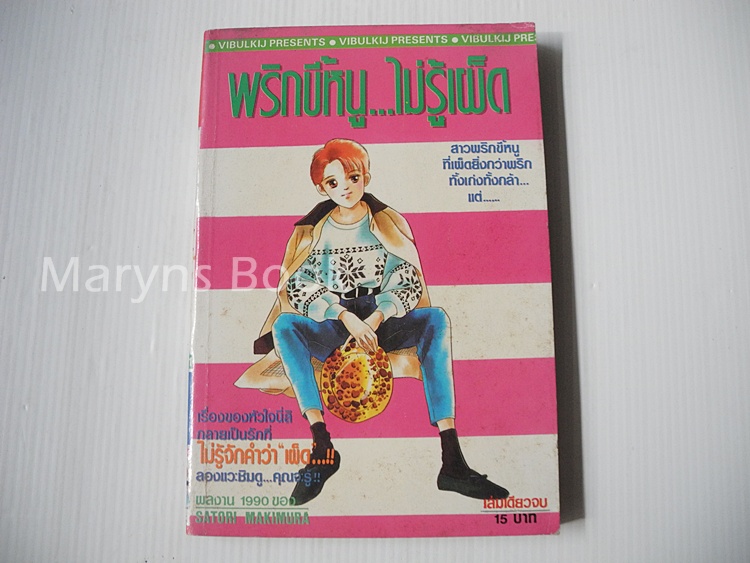 ● VIBULKIJ PRESENTS ● VIBULKIJ PRESENTS ● VIBULKIJ PRES
พริกขี้หนู...ไม่รู้เผ็ด
สาวพริกขี้หนู
ที่เผ็ดยิ่งกว่าพริก
ทั้งเก่งทั้งกล้า...
แต่......
Maryns Boo
เรื่องของหัวใจนี่สิ
กลายเป็นรักที่
ไม่รู้จักคำว่า "เผ็ด"...!!
ลองแวะชิมดู...คุณจะรู้!!
ผลงาน 1990 ของ
SATORI MAKIMURA
เล่มเดียวจบ
15 บาท